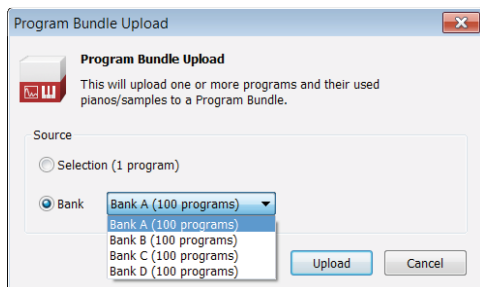 Program Bundle Upload
Program Bundle Upload
This will upload one or more programs and their used
pianos/samples to a Program Bundle.
Source
Selection (1 program)
Bank
Bank A (100 programs)
Bank A (100 programs)
Bank B (100 programs)
Bank C (100 programs)
Bank D (100 programs)
Upload
Cancel